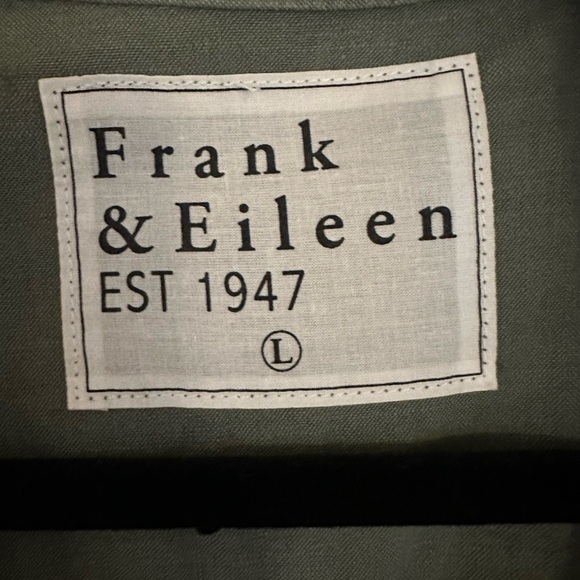 Frank
& Eileen
EST 1947
L